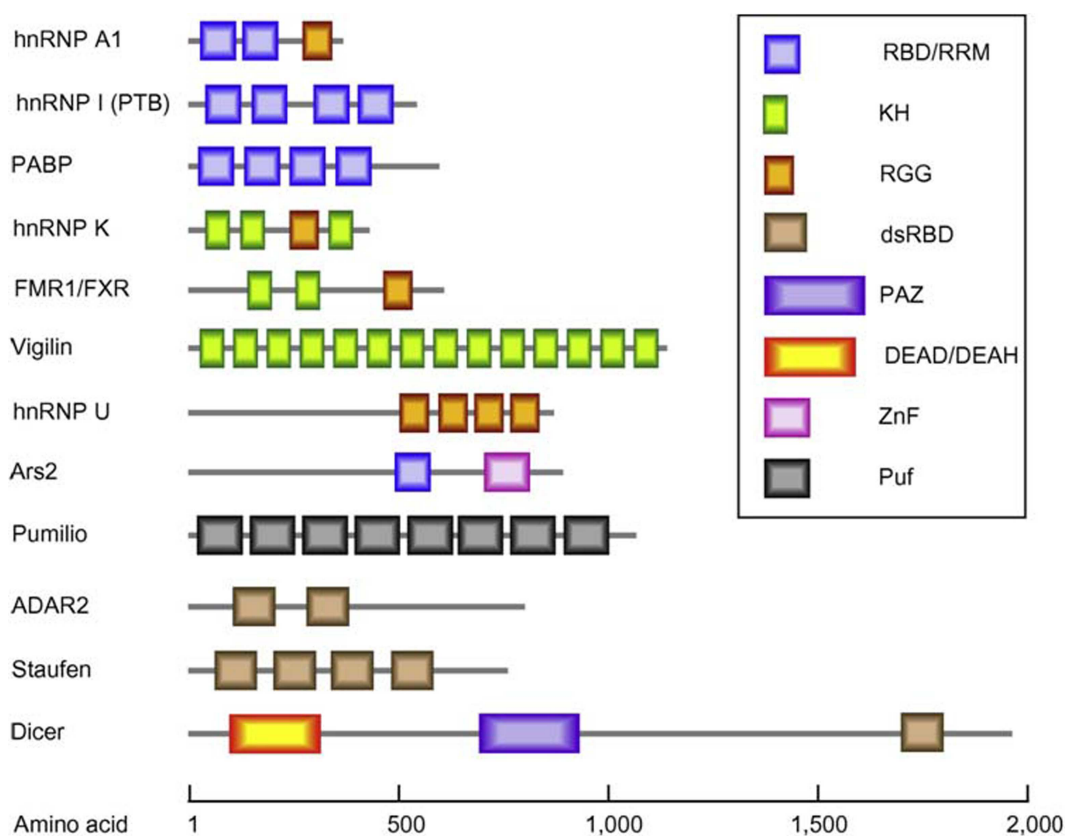 hnRNP A1
hnRNP I (PTB)
PABP
hnRNP K
FMR1/FXR
Vigilin
hnRNP U
Ars2
Pumilio
ADAR2
Staufen
Dicer
RBD/RRM
KH
RGG
dsRBD
PAZ
DEAD/DEAH
ZnF
Puf
Amino acid 1 500 1,000 1,500 2,000